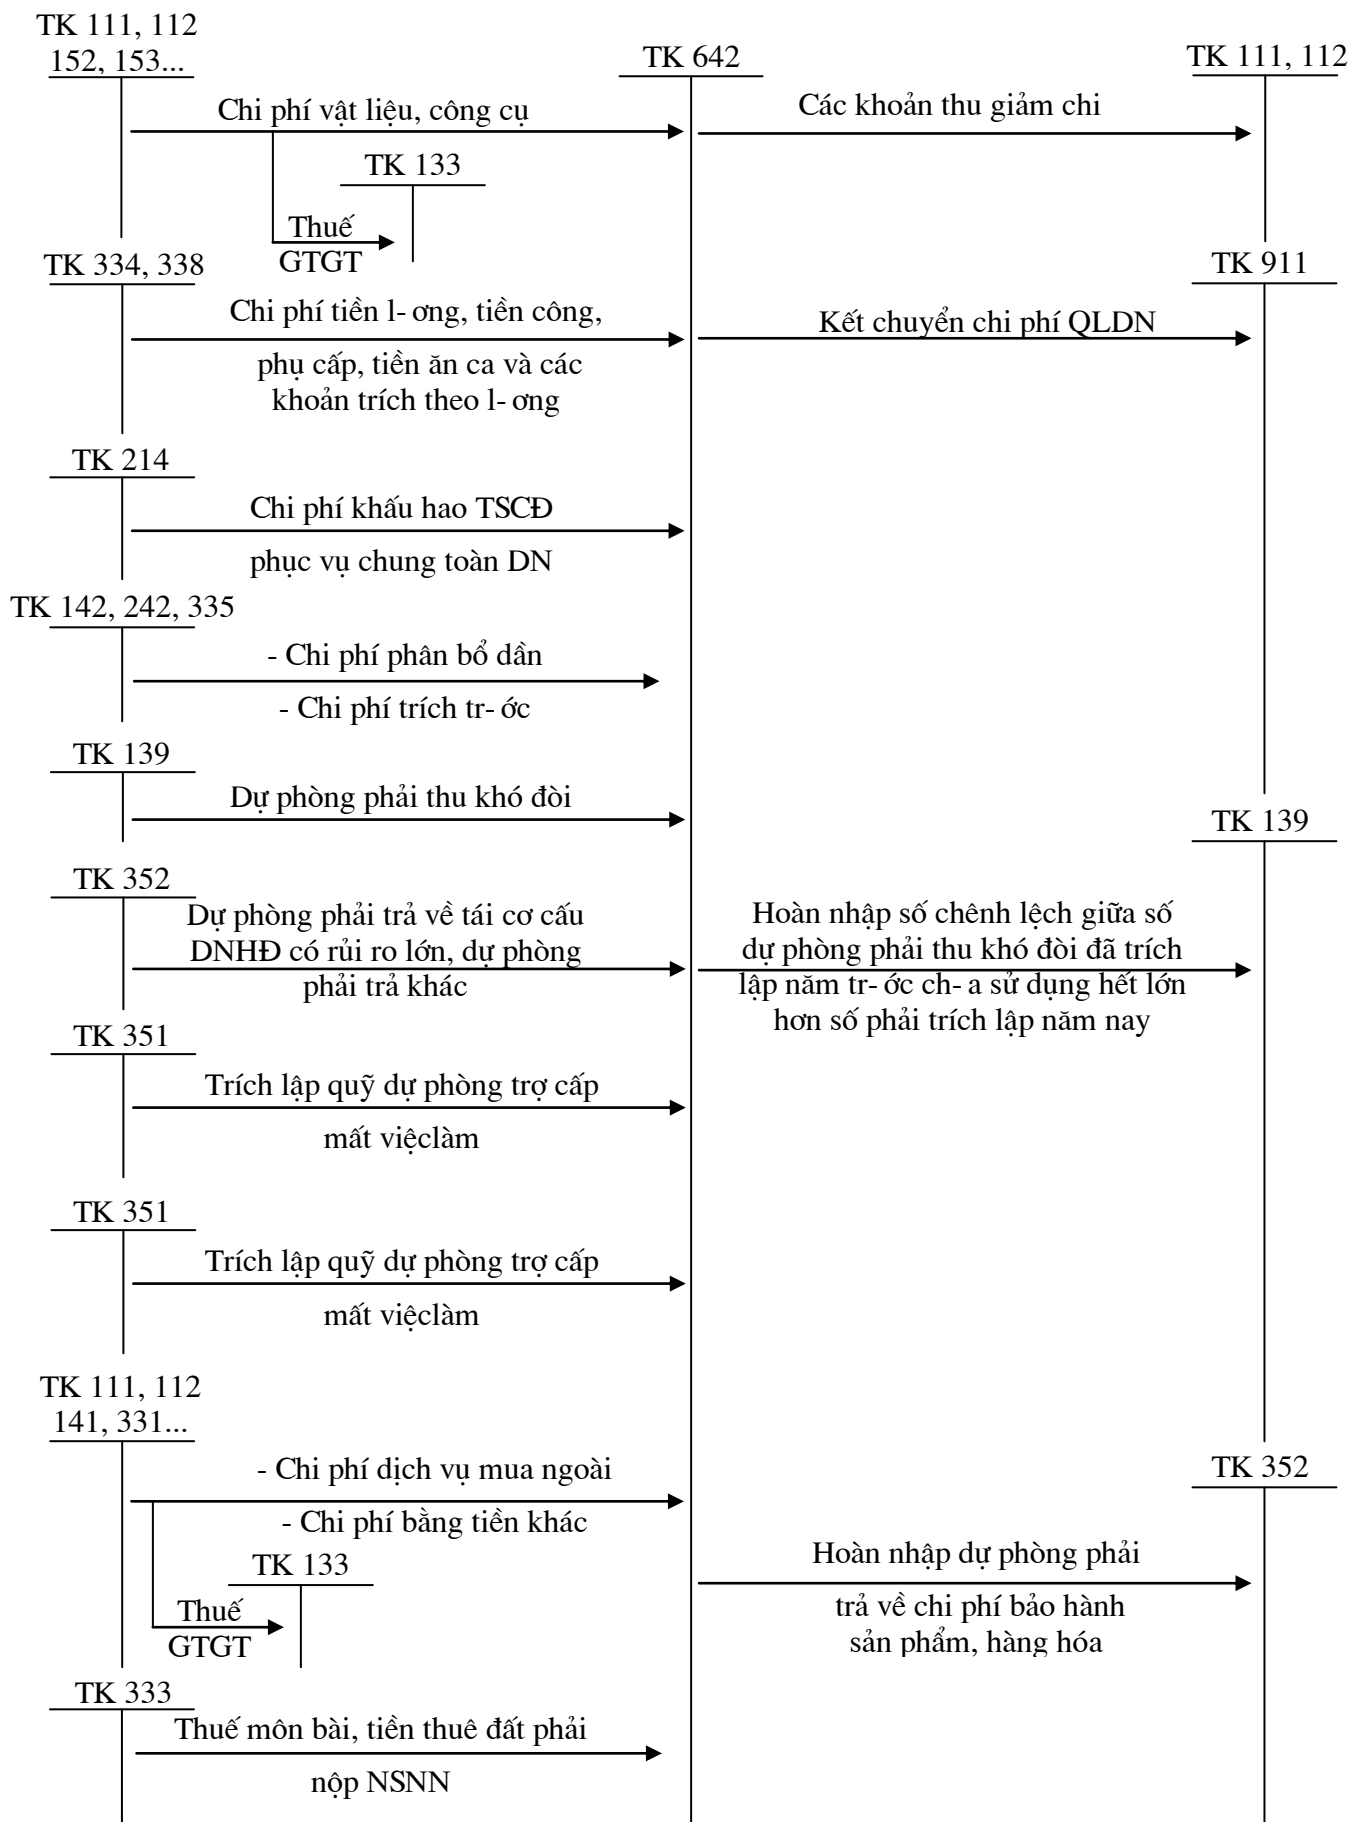 TK 111, 112
152, 153...
TK 642
TK 111, 112
Chi phí vật liệu, công cụ
Các khoản thu giảm chi
TK 133
Thuế
GTGT
TK 334, 338
TK 911
Chi phí tiền l- ơng, tiền công,
Kết chuyển chi phí QLDN
phụ cấp, tiền ăn ca và các
khoản trích theo l- ơng
TK 214
Chi phí khấu hao TSCĐ
phục vụ chung toàn DN
TK 142, 242, 335
- Chi phí phân bổ dần
- Chi phí trích tr- ớc
TK 139
Dự phòng phải thu khó đòi
TK 139
TK 352
Dự phòng phải trả về tái cơ cấu
DNHĐ có rủi ro lớn, dự phòng
phải trả khác
Hoàn nhập số chênh lệch giữa số
dự phòng phải thu khó đòi đã trích
lập năm tr- ớc ch- a sử dụng hết lớn
hơn số phải trích lập năm nay
TK 351
Trích lập quỹ dự phòng trợ cấp
mất việclàm
TK 351
Trích lập quỹ dự phòng trợ cấp
mất việclàm
TK 111, 112
141, 331...
- Chi phí dịch vụ mua ngoài
- Chi phí bằng tiền khác
TK 352
TK 133
Thuế
GTGT
Hoàn nhập dự phòng phải
trả về chi phí bảo hành
sản phẩm, hàng hóa
TK 333
Thuế môn bài, tiền thuê đất phải
nộp NSNN